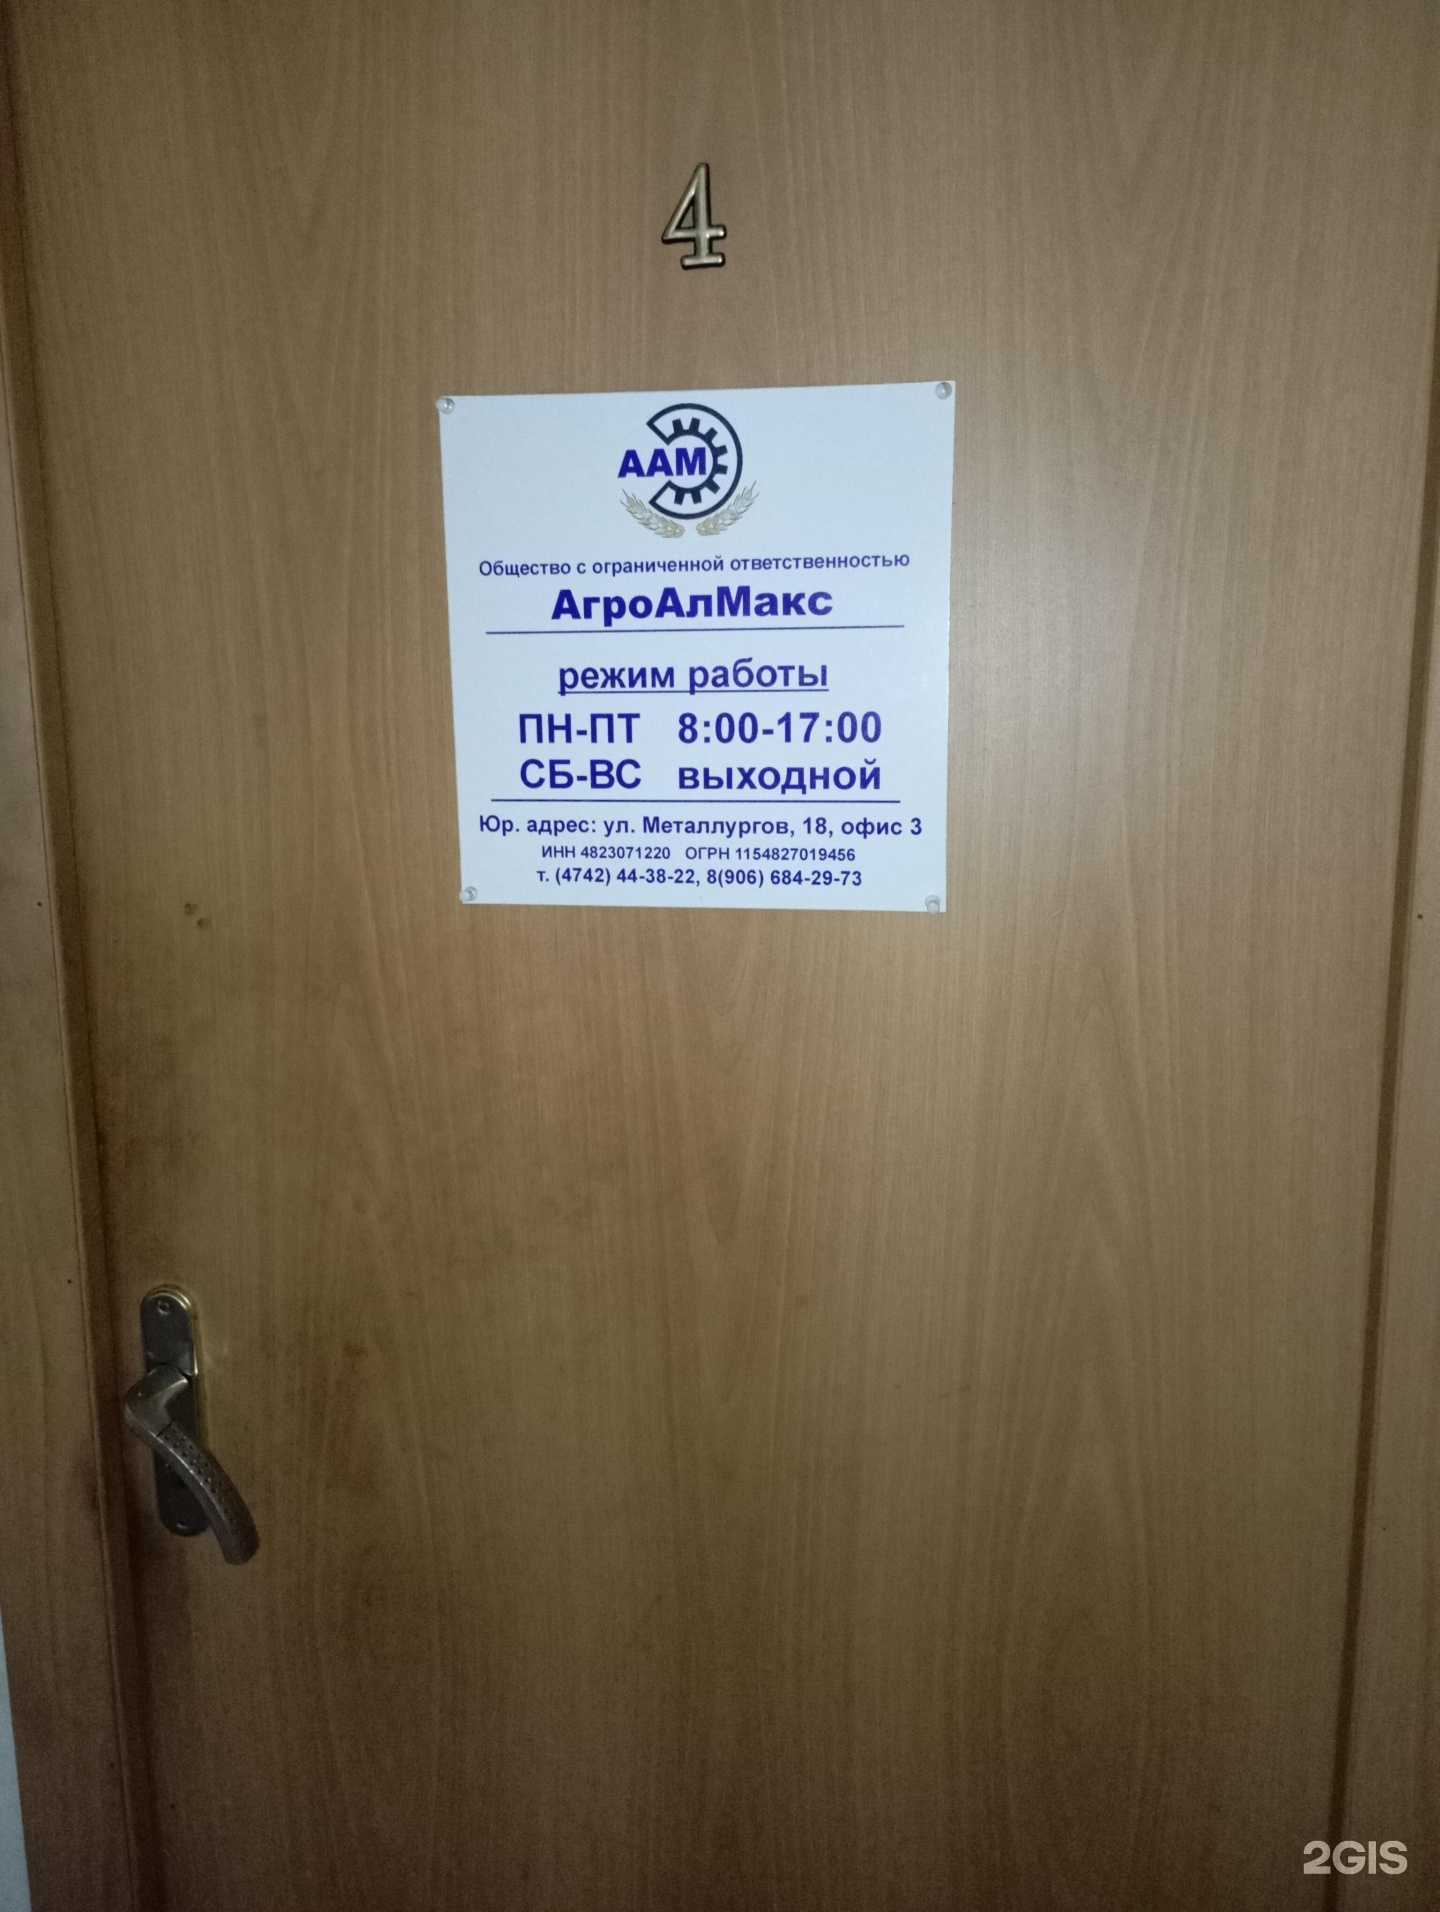 4
ААМ
Общество с ограниченной ответственностью
АгроАлМакс
режим работы
ПН-ПТ 8:00-17:00
СБ-ВС выходной
Юр. адрес: ул. Металлургов, 18, офис 3
ИНН 4823071220 ОГРН 1154827019456
т. (4742) 44-38-22, 8(906) 684-29-73
2GIS